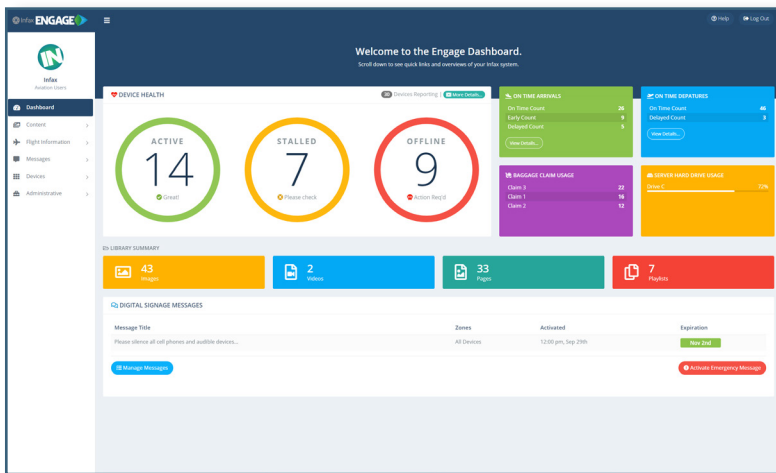 Infax ENGAGE
Help
Log Out
IN
Infax
Aviation Users
Dashboard
Content
Flight Information
Messages
Devices
Administrative
Welcome to the Engage Dashboard.
Scroll down to see quick links and overviews of your Infax system.
DEVICE HEALTH
30 Devices Reporting | More Details...
ACTIVE
14
Great!
STALLED
7
Please check
OFFLINE
9
Action Req'd
ON TIME ARRIVALS
On Time Count 26
Early Count 9
Delayed Count 5
View Details...
ON TIME DEPATURES
On Time Count 46
Delayed Count 3
View Details...
BAGGAGE CLAIM USAGE
Claim 3 22
Claim 1 16
Claim 2 12
SERVER HARD DRIVE USAGE
Drive C 72%
LIBRARY SUMMARY
43
Images
2
Videos
33
Pages
7
Playlists
DIGITAL SIGNAGE MESSAGES
Message Title Zones Activated Expiration
Please silence all cell phones and audible devices... All Devices 12:00 pm, Sep 29th Nov 2nd
Manage Messages
Activate Emergency Message